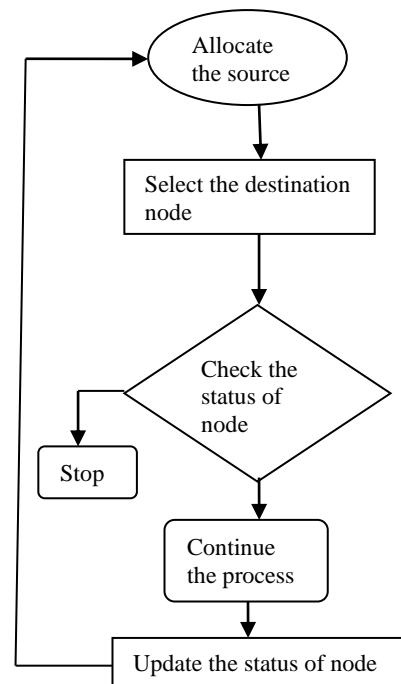 Allocate
the source
Select the destination
node
Check the
status of
node
Stop
Continue
the process
Update the status of node